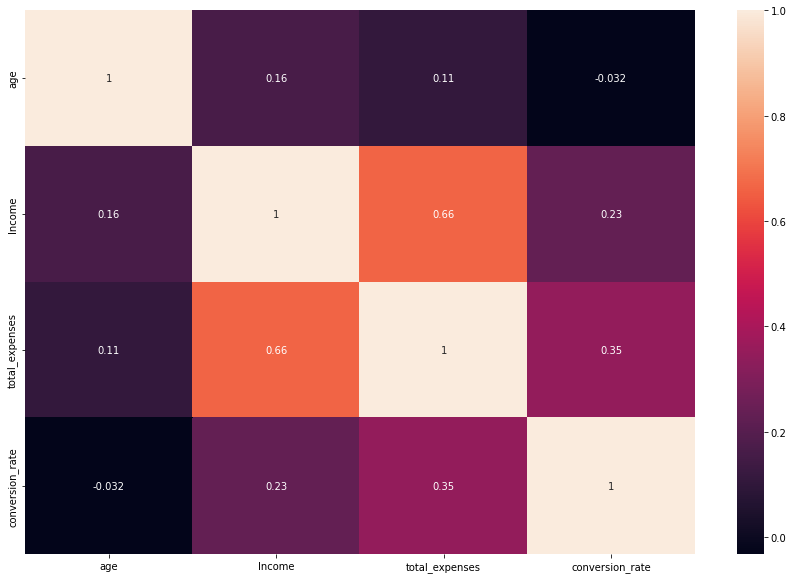 age
1
0.16
0.11
-0.032
Income
0.16
1
0.66
0.23
total_expenses
0.11
0.66
1
0.35
conversion_rate
-0.032
0.23
0.35
1
age
Income
total_expenses
conversion_rate
1.0
0.8
0.6
0.4
0.2
0.0